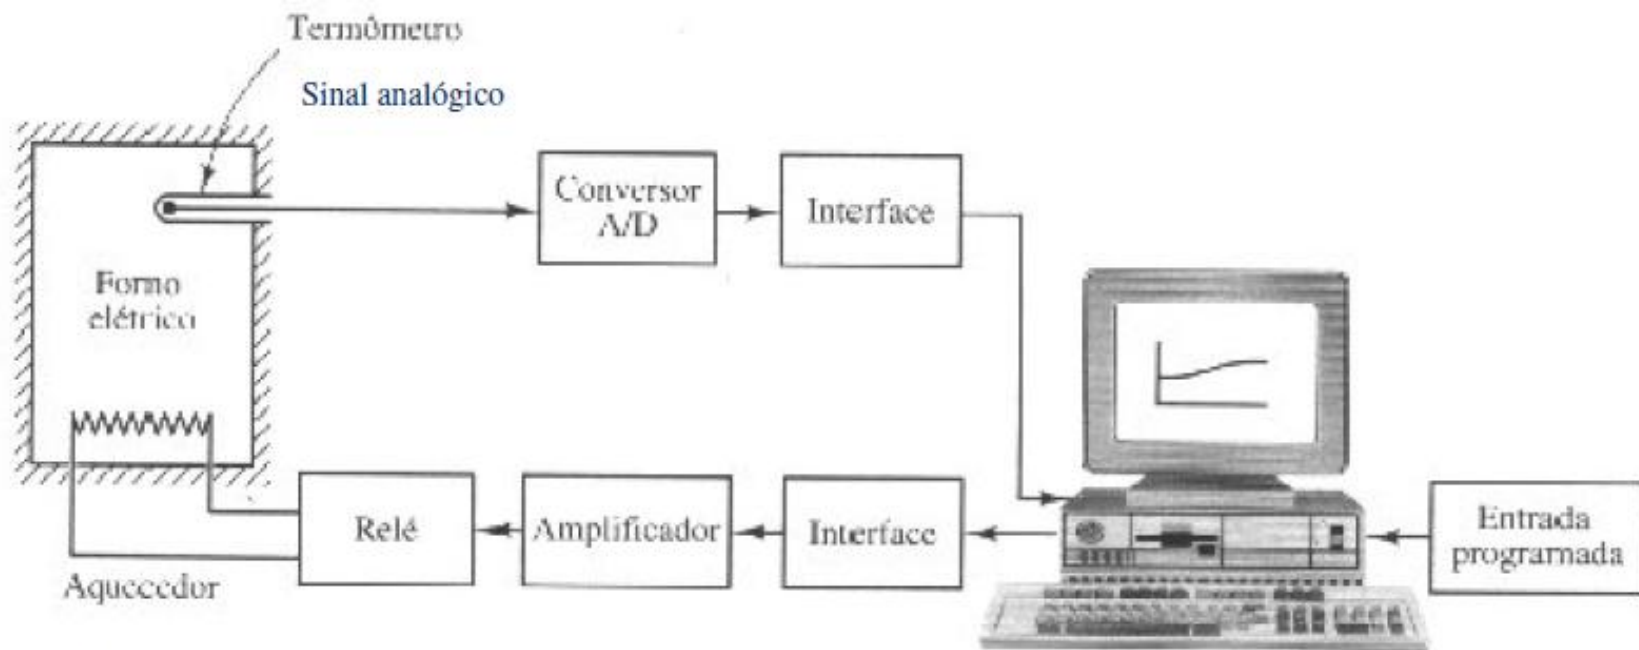 Termômetro
Sinal analógico
Conversor
A/D
Interface
Forno
elétrico
Relé
Amplificador
Interface
Entrada
programada
Aquecedor